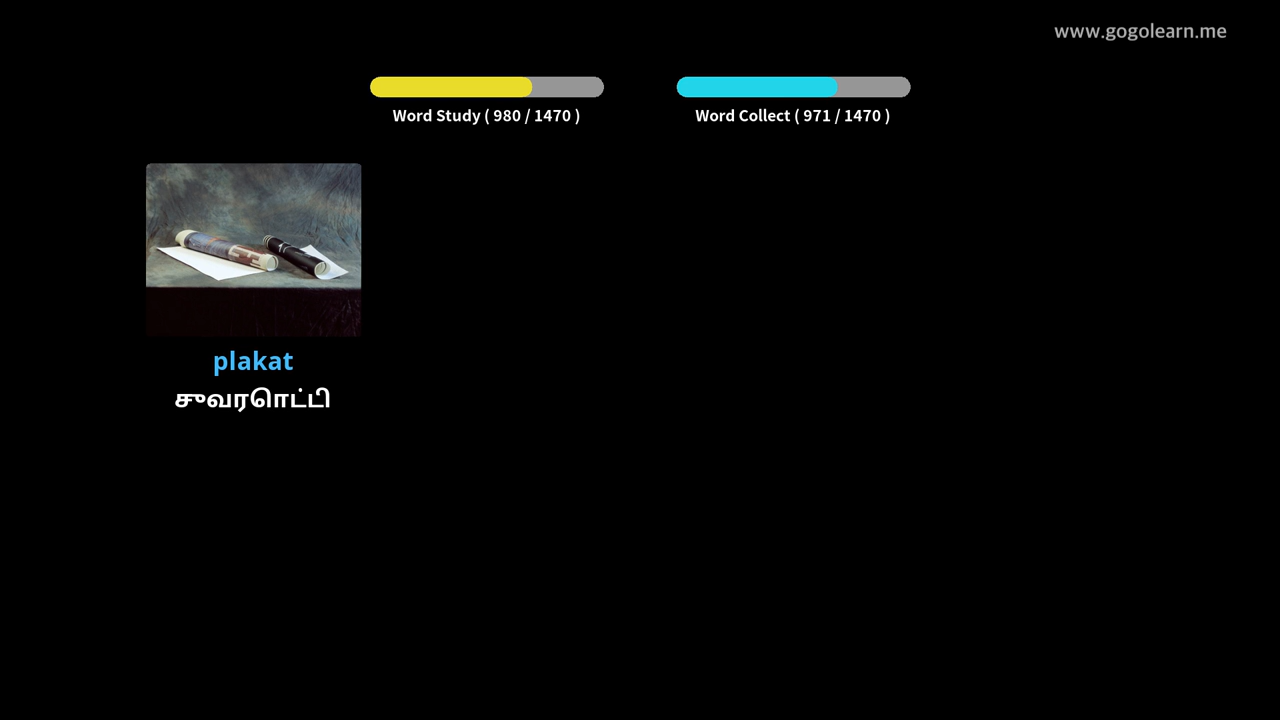 www.gogolearn.me
Word Study ( 980 / 1470 )
Word Collect ( 971 / 1470 )
plakat
சுவரொட்டி